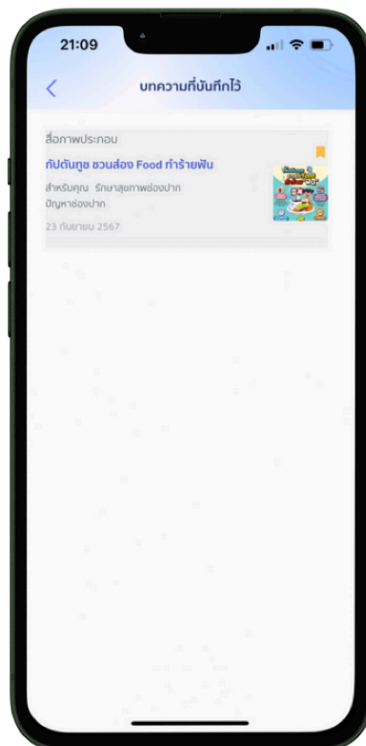 21:09
บทความที่บันทึกไว้
สื่อภาพประกอบ
กัปตันทูธ ชวนส่อง Food ทำร้ายฟัน
สำหรับคุณ รักษาสุขภาพช่องปาก
ปัญหาช่องปาก
23 กันยายน 2567